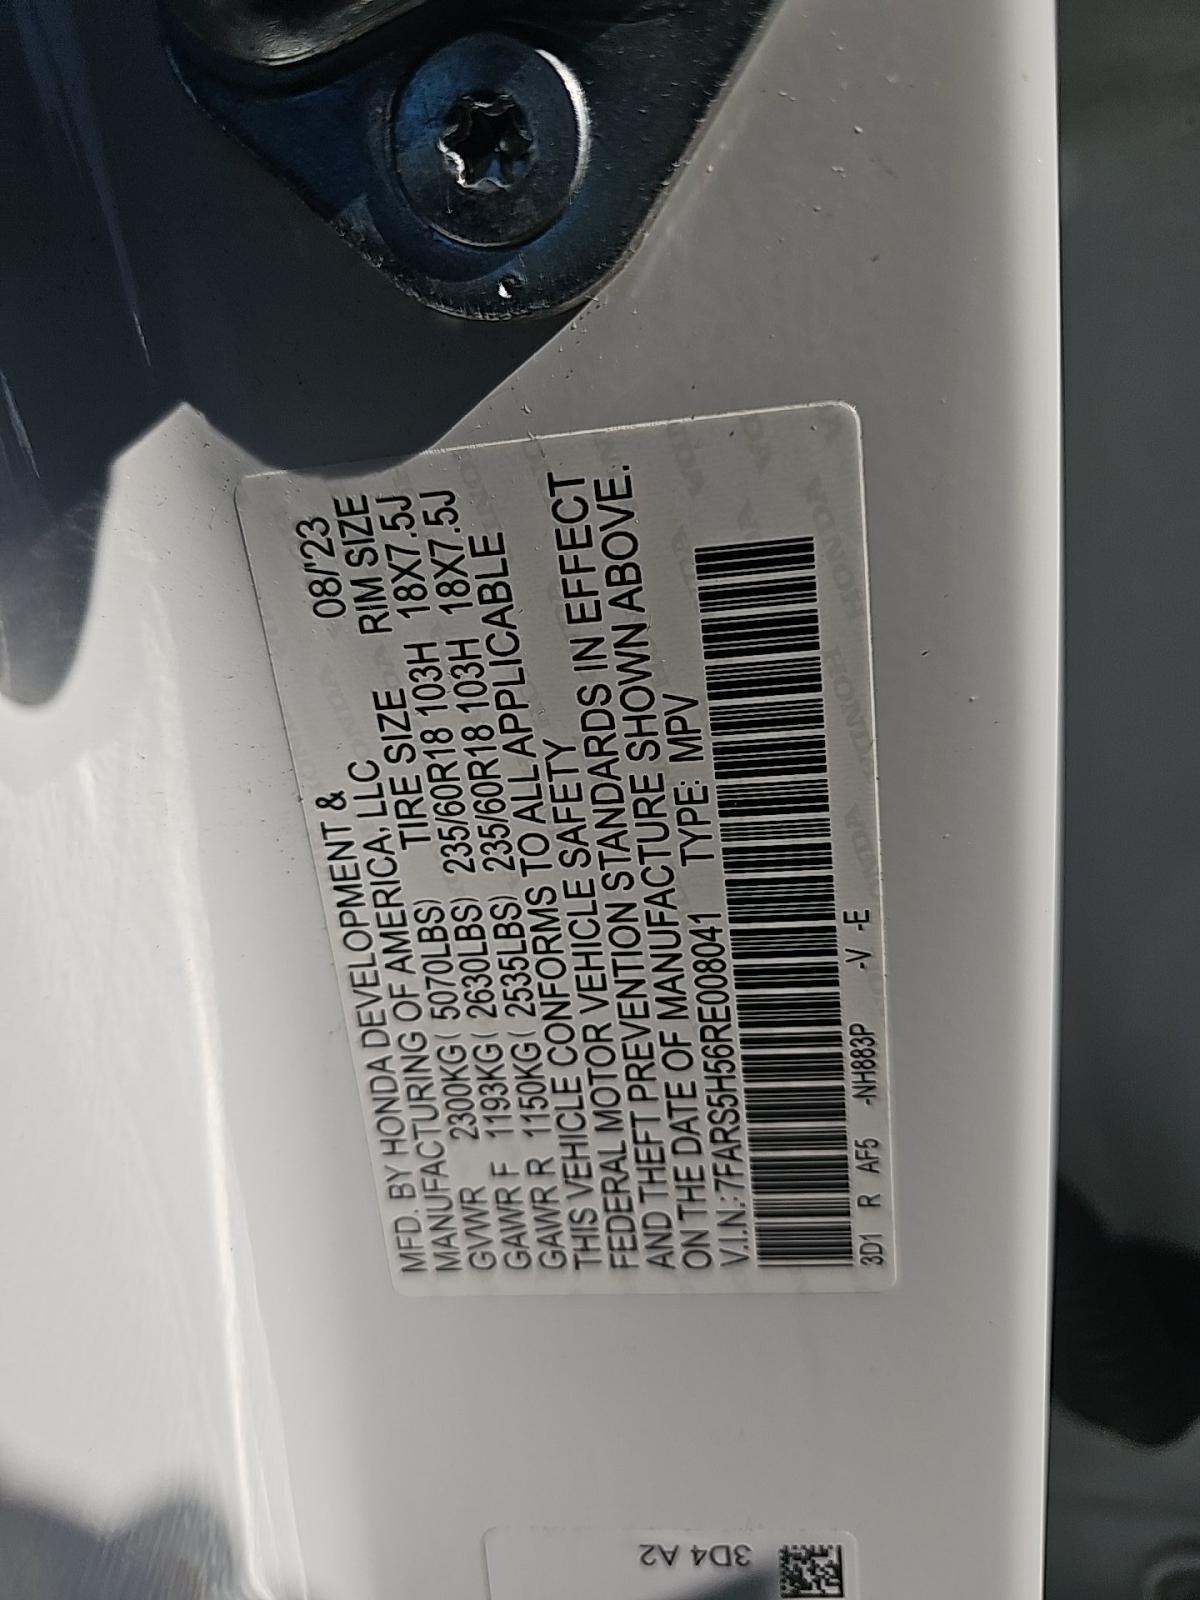 MFD. BY HONDA DEVELOPMENT & 08/'23
MANUFACTURING OF AMERICA, LLC RIM SIZE
TIRE SIZE
GVWR 2300KG ( 5070LBS) 235/60R18 103H 18X7.5J
GAWR F 1193KG ( 2630LBS) 235/60R18 103H 18X7.5J
GAWR R 1150KG ( 2535LBS)
THIS VEHICLE CONFORMS TO ALL APPLICABLE
FEDERAL MOTOR VEHICLE SAFETY
AND THEFT PREVENTION STANDARDS IN EFFECT
ON THE DATE OF MANUFACTURE SHOWN ABOVE.
V.I.N.: 7FARS5H56RE008041 TYPE: MPV
3D1 R AF5 -NH883P -V -E
3D4 A2